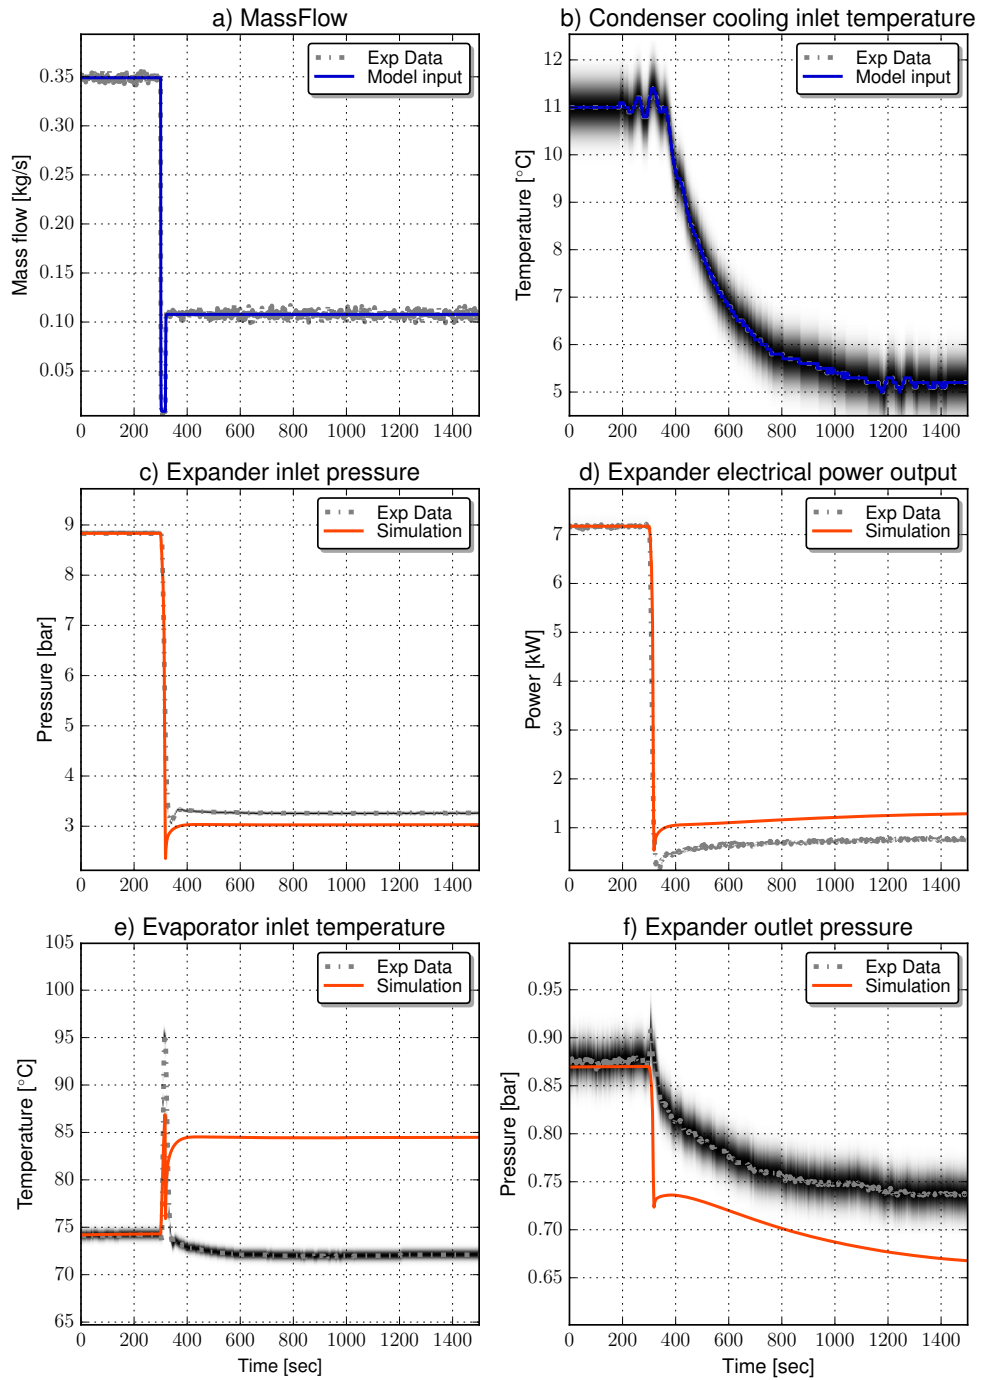 a) MassFlow
Mass flow [kg/s]
0.35
0.30
0.25
0.20
0.15
0.10
0.05
Exp Data
Model input
0 200 400 600 800 1000 1200 1400
b) Condenser cooling inlet temperature
Temperature [°C]
12
11
10
9
8
7
6
5
Exp Data
Model input
0 200 400 600 800 1000 1200 1400
c) Expander inlet pressure
Pressure [bar]
9
8
7
6
5
4
3
Exp Data
Simulation
0 200 400 600 800 1000 1200 1400
d) Expander electrical power output
Power [kW]
7
6
5
4
3
2
1
Exp Data
Simulation
0 200 400 600 800 1000 1200 1400
e) Evaporator inlet temperature
Temperature [°C]
105
100
95
90
85
80
75
70
65
Exp Data
Simulation
0 200 400 600 800 1000 1200 1400
Time [sec]
f) Expander outlet pressure
Pressure [bar]
0.95
0.90
0.85
0.80
0.75
0.70
0.65
Exp Data
Simulation
0 200 400 600 800 1000 1200 1400
Time [sec]